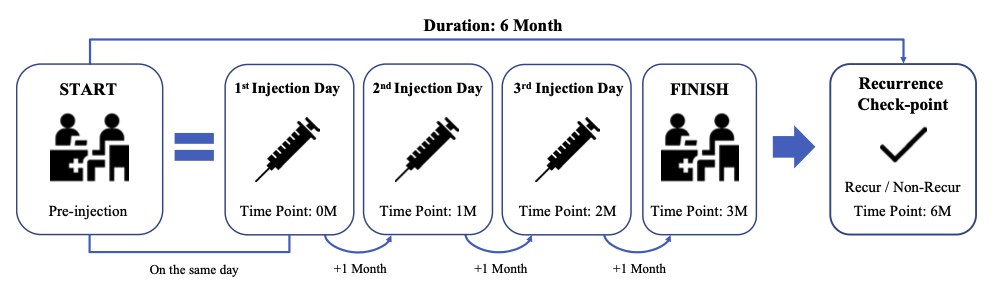 Duration: 6 Month
START
Pre-injection
1st Injection Day
Time Point: 0M
2nd Injection Day
Time Point: 1M
3rd Injection Day
Time Point: 2M
FINISH
Time Point: 3M
Recurrence
Check-point
Recur / Non-Recur
Time Point: 6M
On the same day
+1 Month
+1 Month
+1 Month